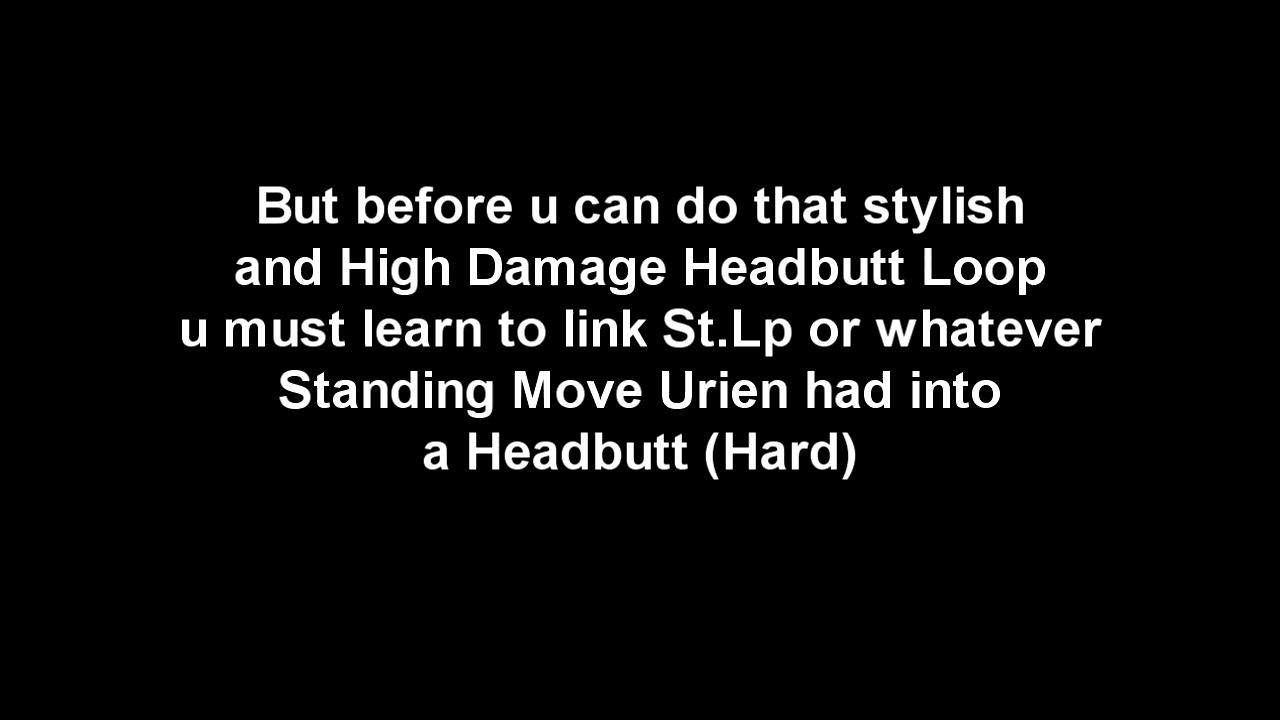 But before u can do that stylish
and High Damage Headbutt Loop
u must learn to link St.Lp or whatever
Standing Move Urien had into
a Headbutt (Hard)